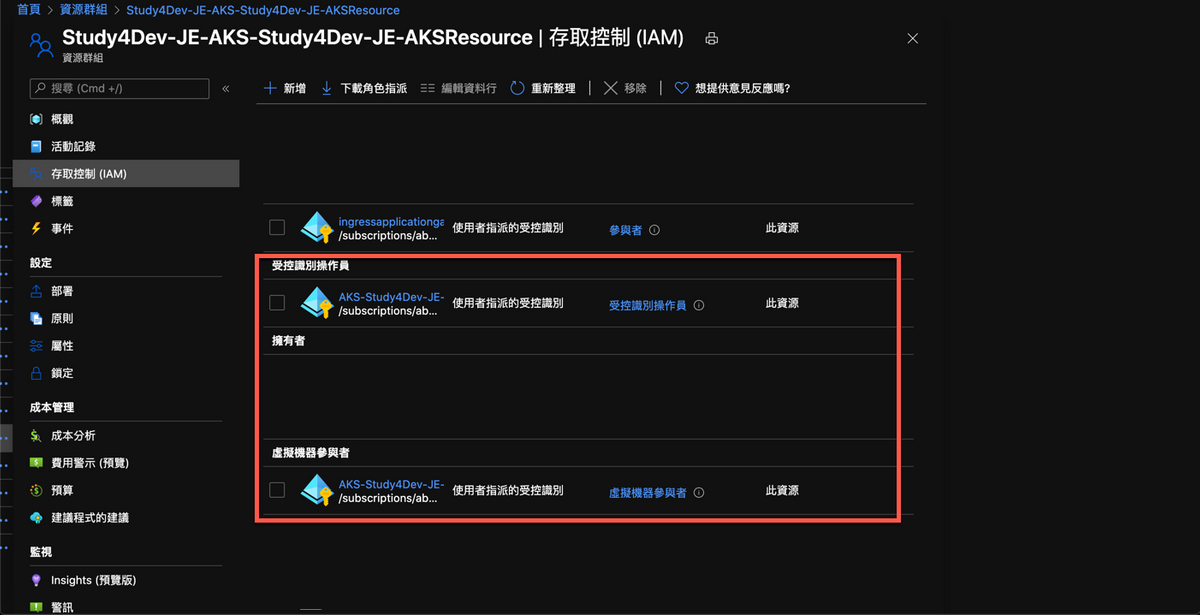 首頁 > 資源群組 > Study4Dev-JE-AKS-Study4Dev-JE-AKSResource
Study4Dev-JE-AKS-Study4Dev-JE-AKSResource | 存取控制 (IAM)
資源群組
搜尋 (Cmd +/)
«
新增
下載角色指派
編輯資料行
重新整理
移除
想提供意見反應嗎?
概觀
活動記錄
存取控制 (IAM)
標籤
事件
設定
部署
原則
屬性
鎖定
成本管理
成本分析
費用警示 (預覽)
預算
建議程式的建議
監視
Insights (預覽版)
警訊
ingressapplicationga
/subscriptions/ab...
使用者指派的受控識別
參與者
此資源
受控識別操作員
AKS-Study4Dev-JE-
/subscriptions/ab...
使用者指派的受控識別
受控識別操作員
此資源
擁有者
虛擬機器參與者
AKS-Study4Dev-JE-
/subscriptions/ab...
使用者指派的受控識別
虛擬機器參與者
此資源